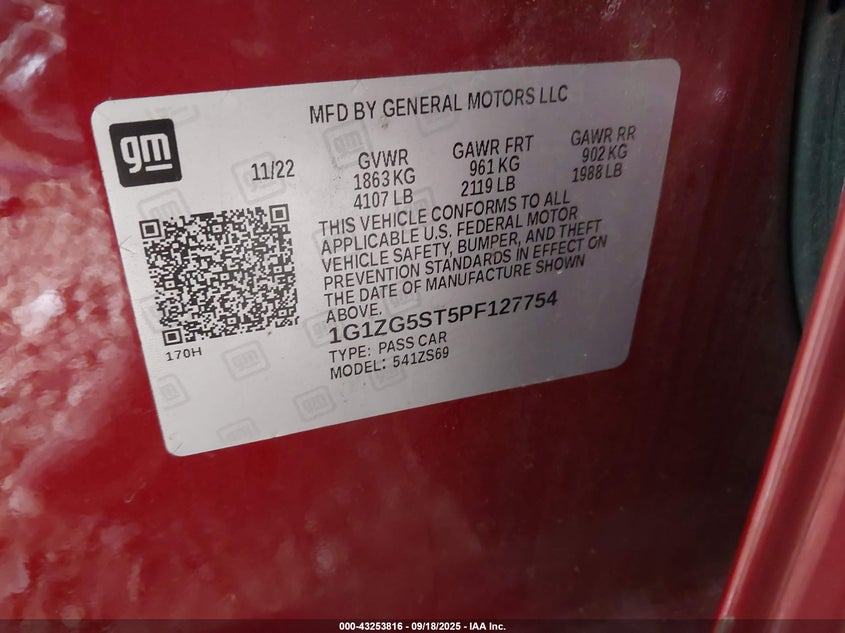 MFD BY GENERAL MOTORS LLC
gm
11/22
GVWR
1863 KG
4107 LB
GAWR FRT
961 KG
2119 LB
GAWR RR
902 KG
1988 LB
THIS VEHICLE CONFORMS TO ALL
APPLICABLE U.S. FEDERAL MOTOR
VEHICLE SAFETY, BUMPER, AND THEFT
PREVENTION STANDARDS IN EFFECT ON
THE DATE OF MANUFACTURE SHOWN
ABOVE.
1G1ZG5ST5PF127754
TYPE: PASS CAR
MODEL: 541ZS69
170H
000-43253816 - 09/18/2025 - IAA Inc.